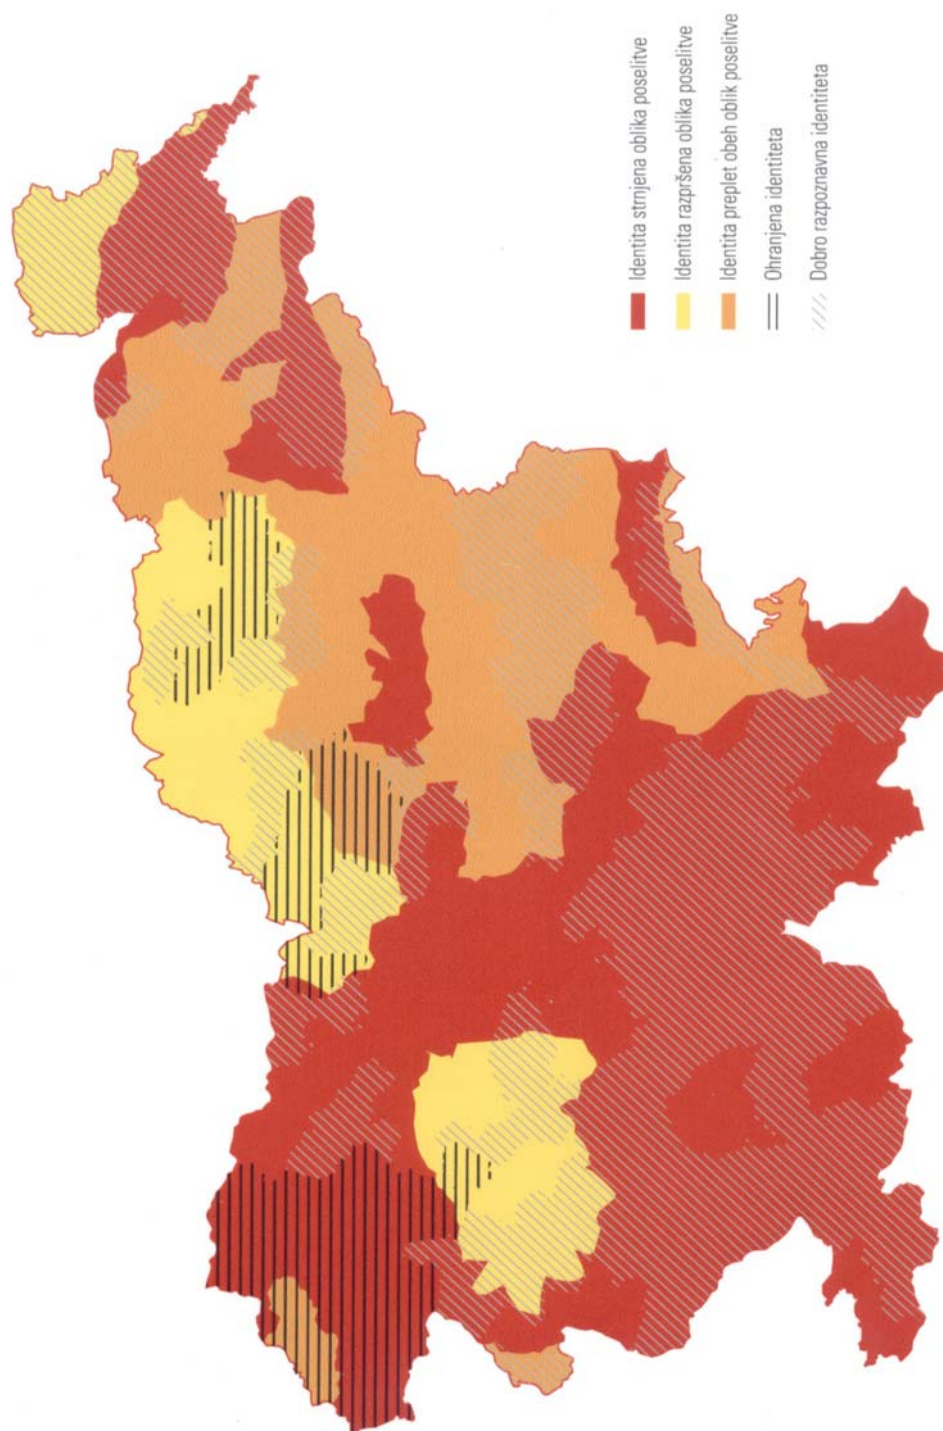 Identita strnjena oblika poselitve
Identita razpršena oblika poselitve
Identita preplet obeh oblik poselitve
Ohranjena identiteta
Dobro razpoznavna identiteta